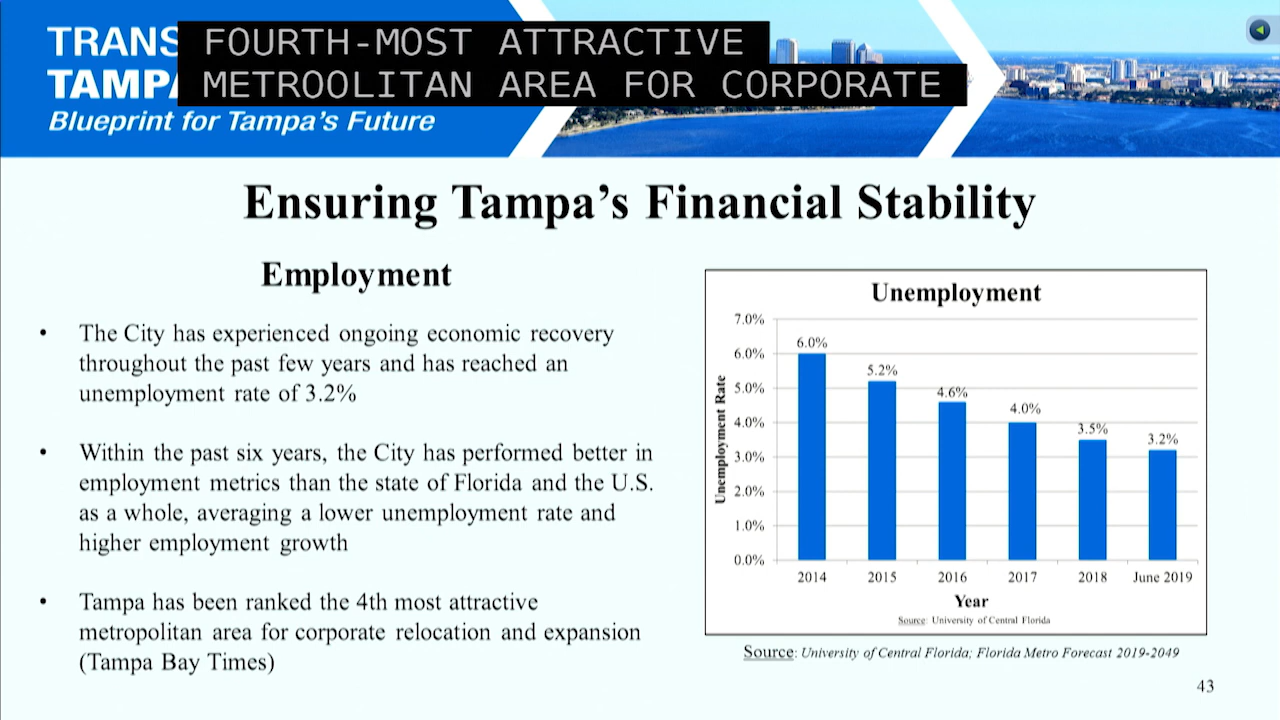 TRANS
FOURTH-MOST ATTRACTIVE
TAMPA
METROOLITAN AREA FOR CORPORATE
Blueprint for Tampa's Future
Ensuring Tampa's Financial Stability
Employment
• The City has experienced ongoing economic recovery
throughout the past few years and has reached an
unemployment rate of 3.2%
• Within the past six years, the City has performed better in
employment metrics than the state of Florida and the U.S.
as a whole, averaging a lower unemployment rate and
higher employment growth
• Tampa has been ranked the 4th most attractive
metropolitan area for corporate relocation and expansion
(Tampa Bay Times)
Unemployment
Unemployment Rate
7.0%
6.0%
5.0%
4.0%
3.0%
2.0%
1.0%
0.0%
6.0%
5.2%
4.6%
4.0%
3.5%
3.2%
2014 2015 2016 2017 2018 June 2019
Year
Source: University of Central Florida
Source: University of Central Florida; Florida Metro Forecast 2019-2049
43